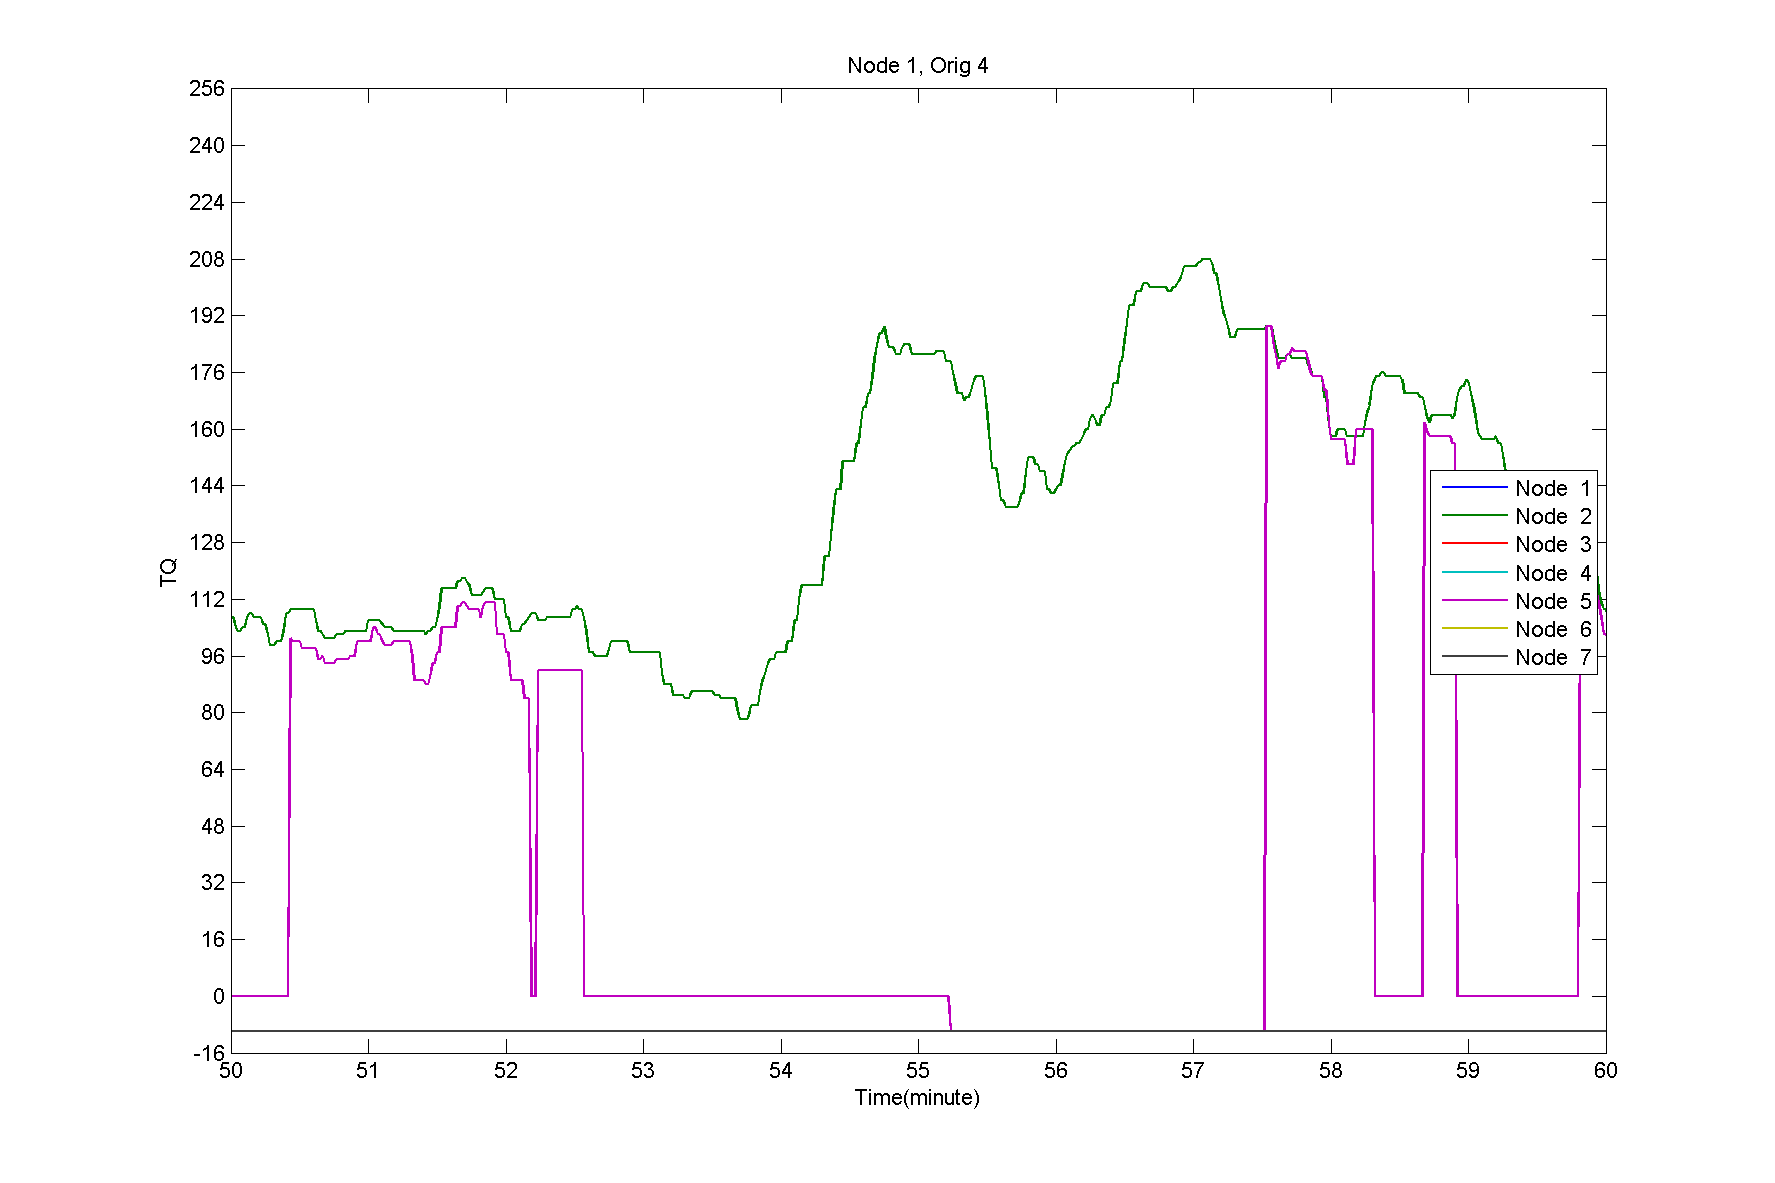 Node 1, Orig 4
256
240
224
208
192
176
160
144
128
112
96
80
64
48
32
16
0
-16
TQ
Node 1
Node 2
Node 3
Node 4
Node 5
Node 6
Node 7
50 51 52 53 54 55 56 57 58 59 60
Time(minute)